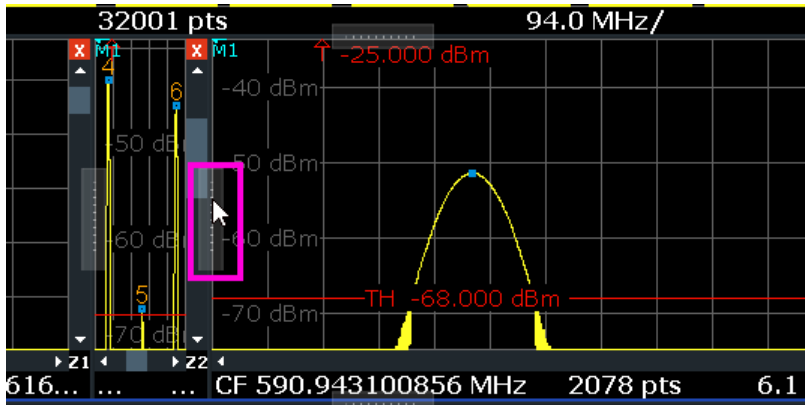 32001 pts 94.0 MHz/
X M1 X M1 -25.000 dBm
4
6 -40 dBm
-50 dB -50 dBm
-60 dB -60 dBm
5 TH -68.000 dBm
-70 dB -70 dBm
Z1 Z2
616... ... ... CF 590.943100856 MHz 2078 pts 6.1